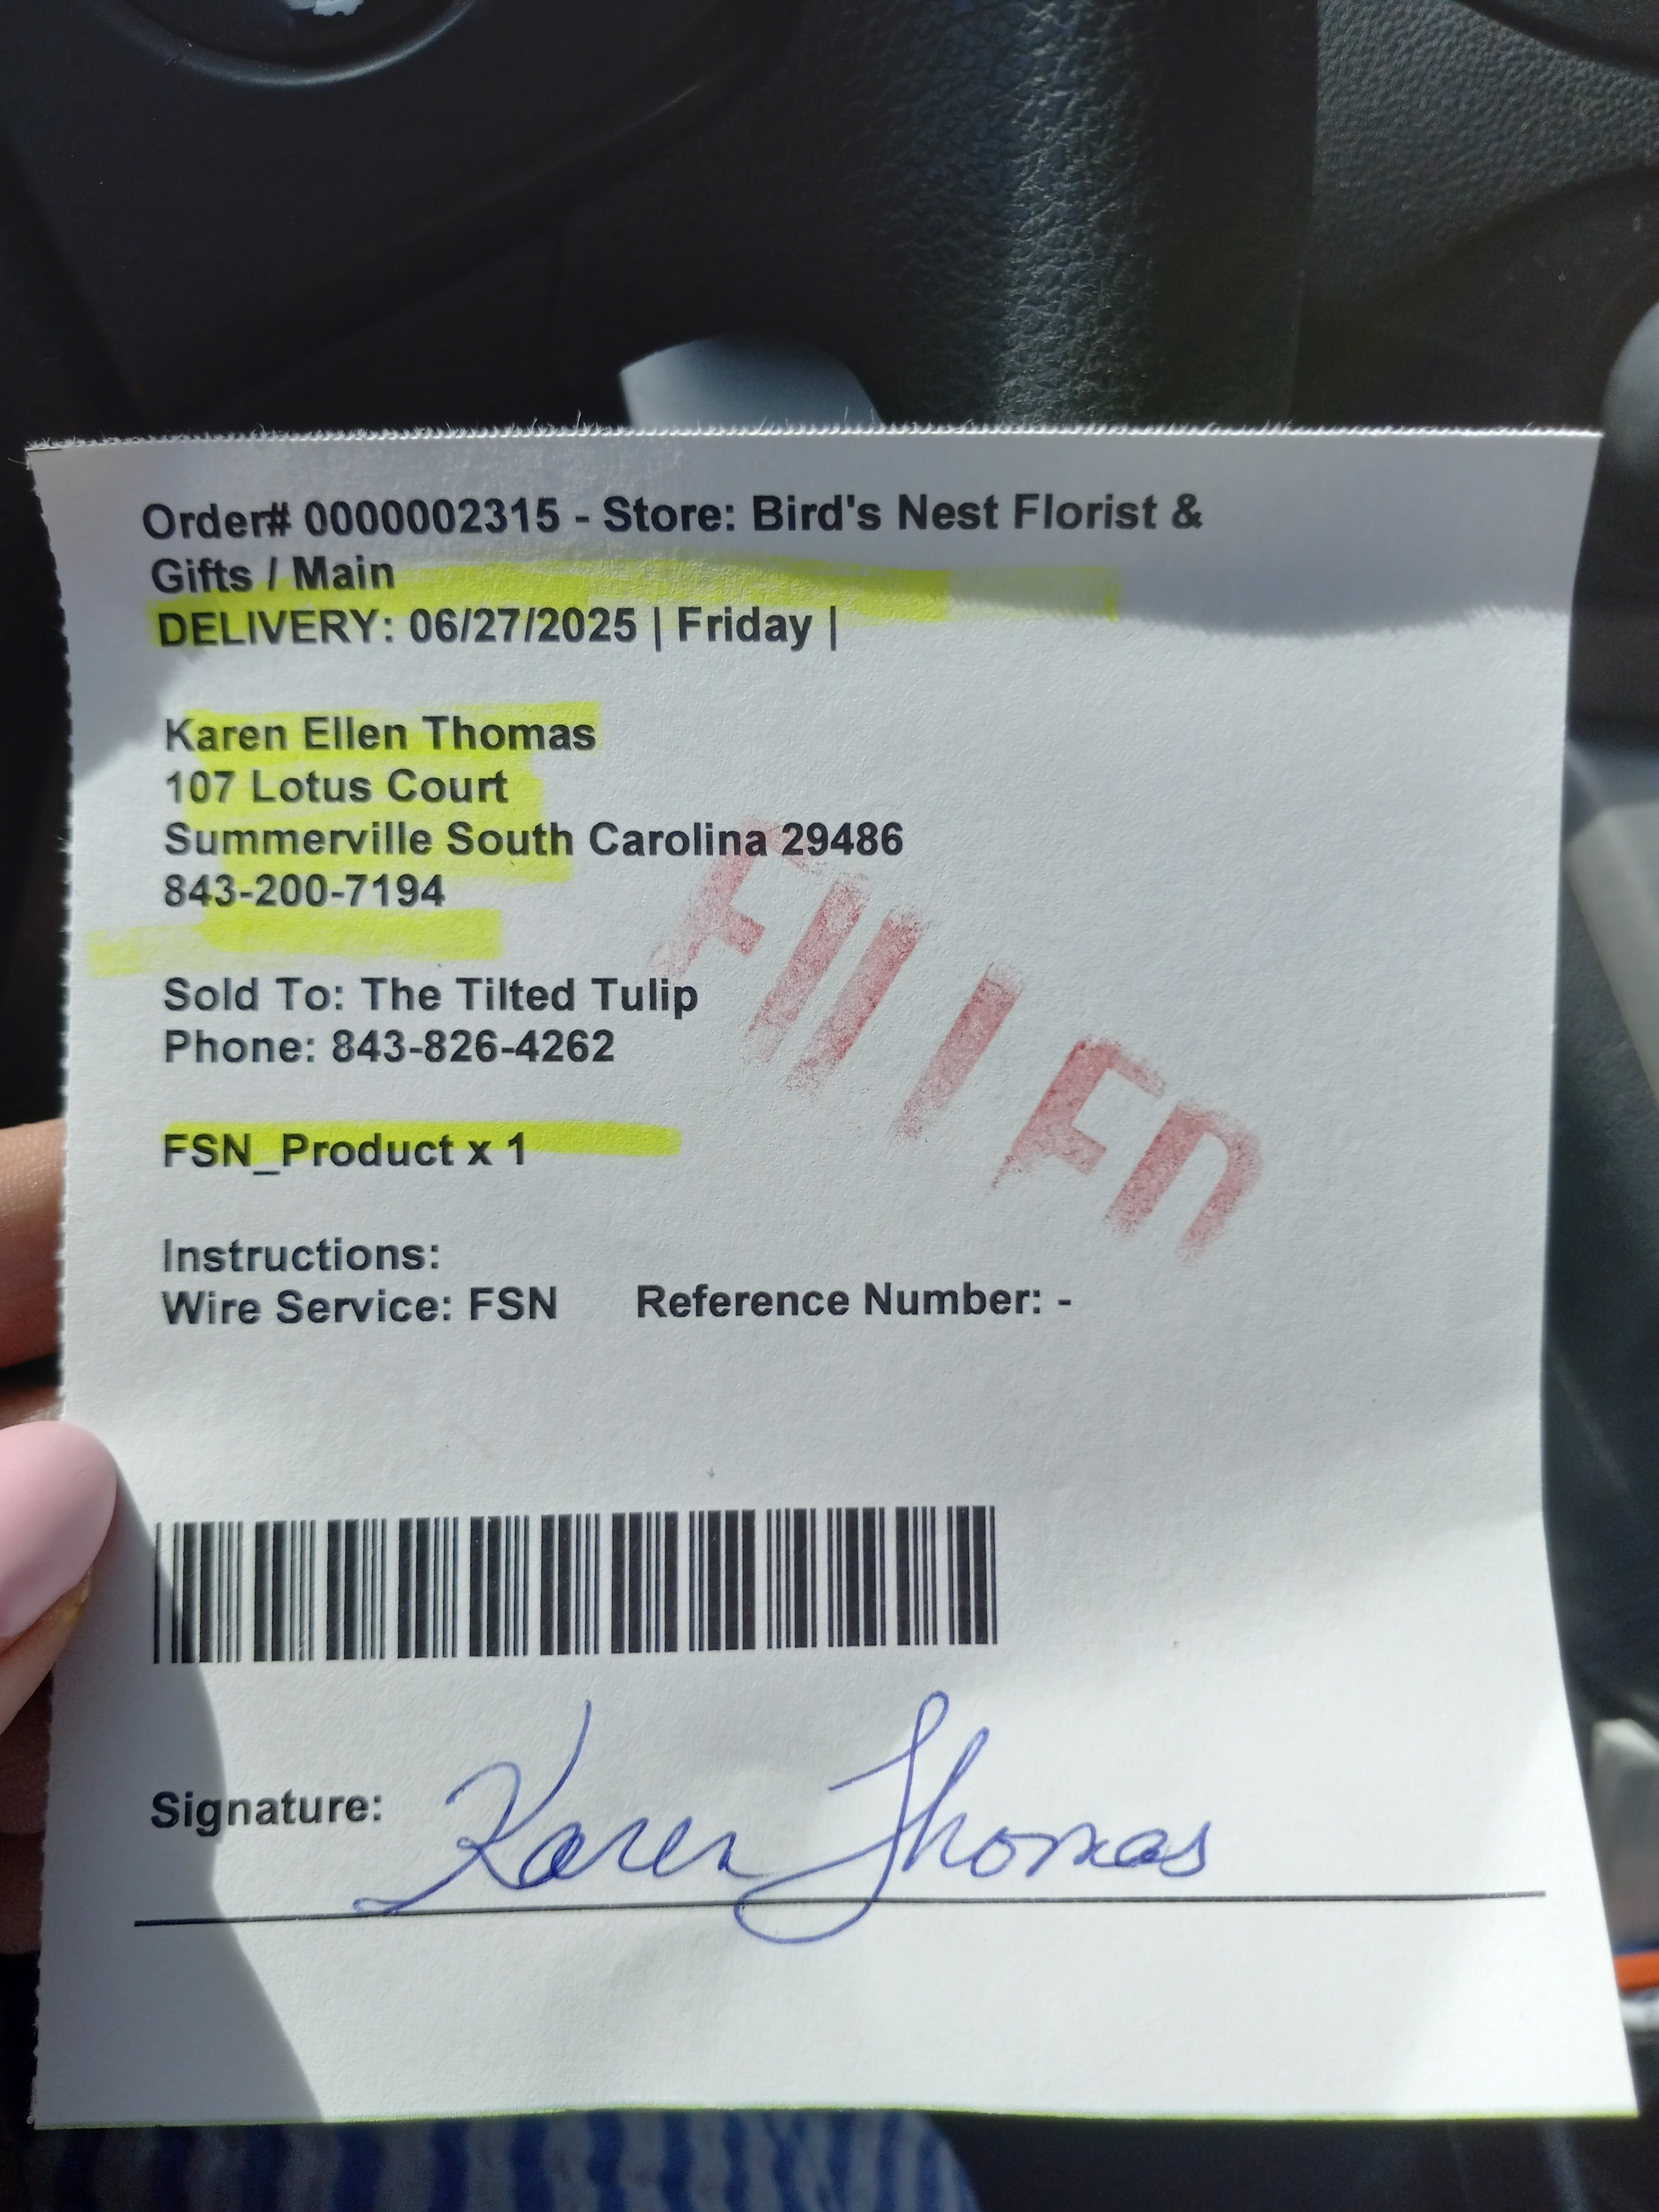 Order# 0000002315 - Store: Bird's Nest Florist &
Gifts / Main
DELIVERY: 06/27/2025 | Friday |
Karen Ellen Thomas
107 Lotus Court
Summerville South Carolina 29486
843-200-7194
Sold To: The Tilted Tulip
Phone: 843-826-4262
FSN_Product x 1
Instructions:
Wire Service: FSN Reference Number: -
Signature: Karen Thomas